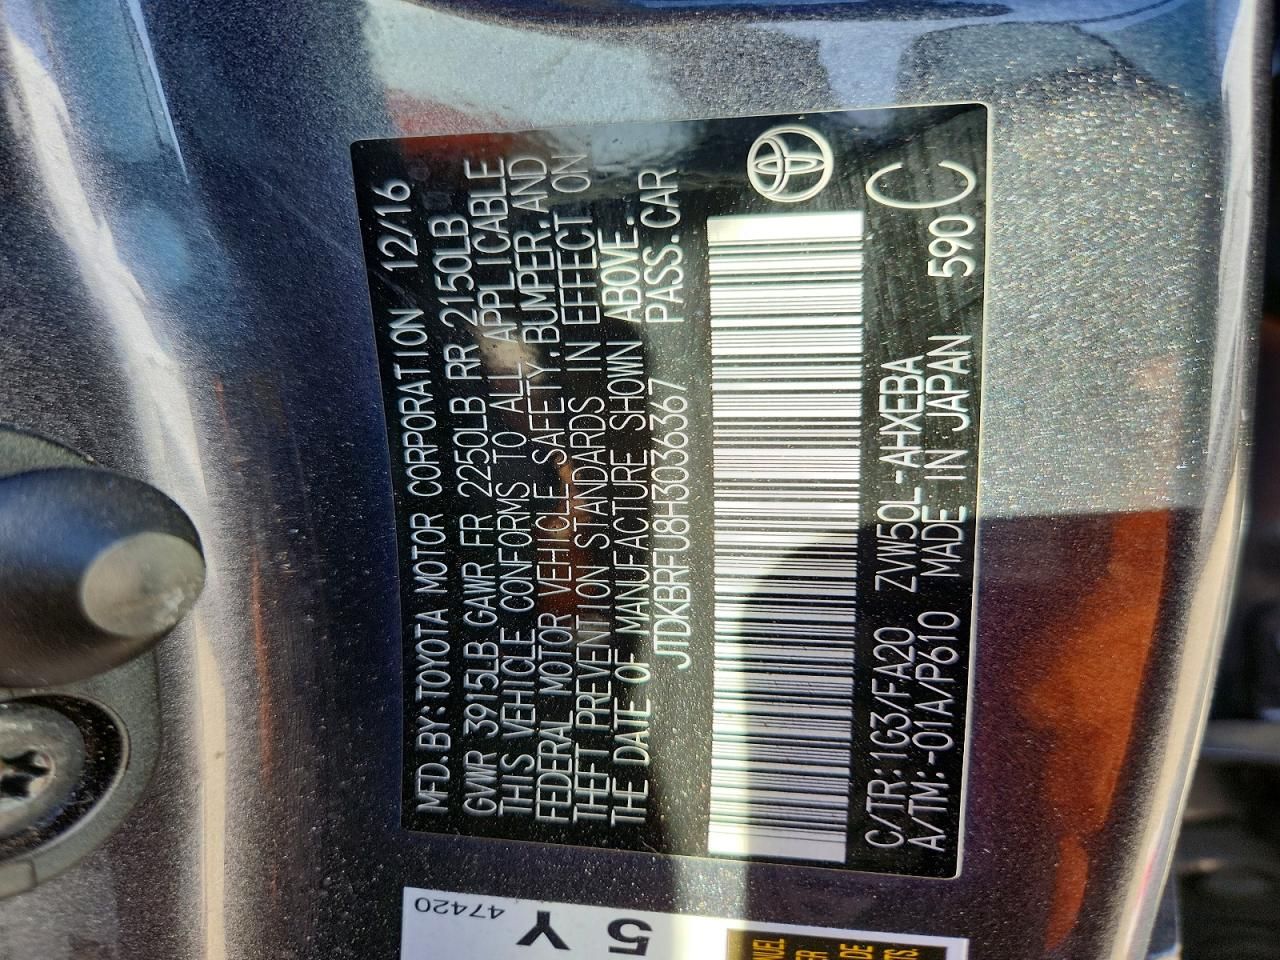 MFD.BY:TOYOTA MOTOR CORPORATION 12/16
GVWR 3915LB GAWR FR 2250LB RR 2150LB
THIS VEHICLE CONFORMS TO ALL APPLICABLE
FEDERAL MOTOR VEHICLE SAFETY,BUMPER,AND
THEFT PREVENTION STANDARDS IN EFFECT ON
THE DATE OF MANUFACTURE SHOWN ABOVE.
JTDKBRFU8H3036367 PASS.CAR
C/TR:1G3/FA20 ZVW50L-AHXEBA
A/TM:-01A/P610 MADE IN JAPAN 590 C
47420
5 Y